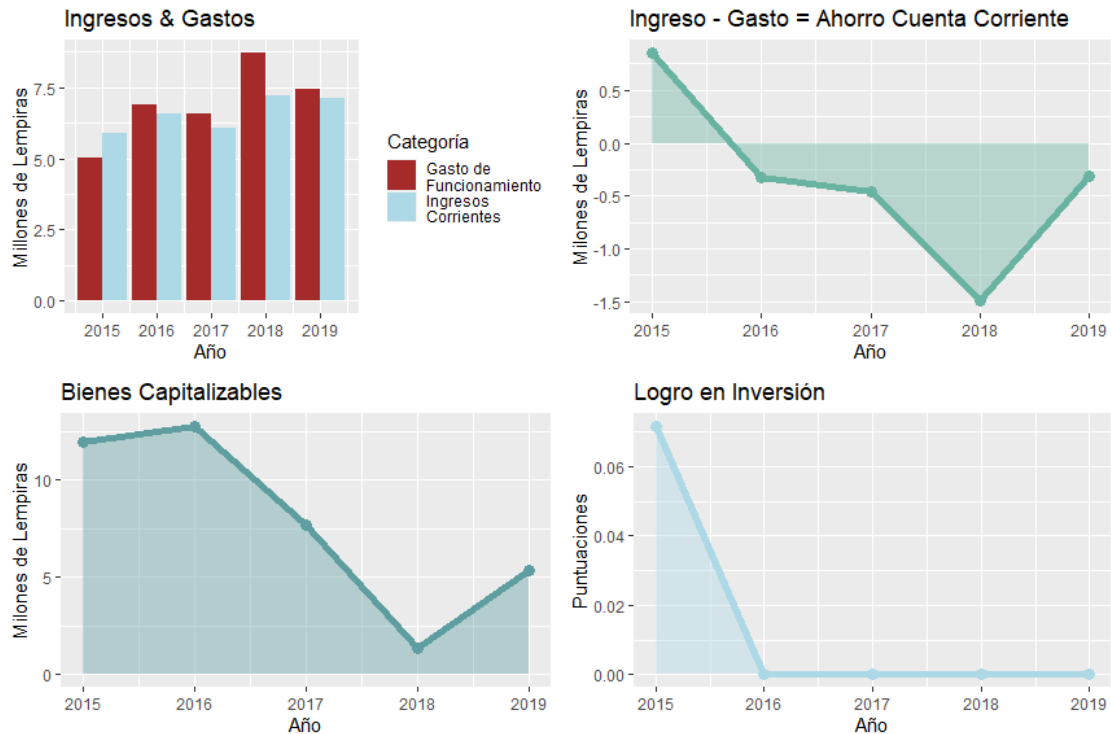 Ingresos & Gastos
Millones de Lempiras
7.5
5.0
2.5
0.0
2015 2016 2017 2018 2019
Año
Categoría
Gasto de
Funcionamiento
Ingresos
Corrientes
Ingreso - Gasto = Ahorro Cuenta Corriente
Milones de Lempiras
0.5
0.0
-0.5
-1.0
-1.5
2015 2016 2017 2018 2019
Año
Bienes Capitalizables
Milones de Lempiras
10
5
0
2015 2016 2017 2018 2019
Año
Logro en Inversión
Puntuaciones
0.06
0.04
0.02
0.00
2015 2016 2017 2018 2019
Año